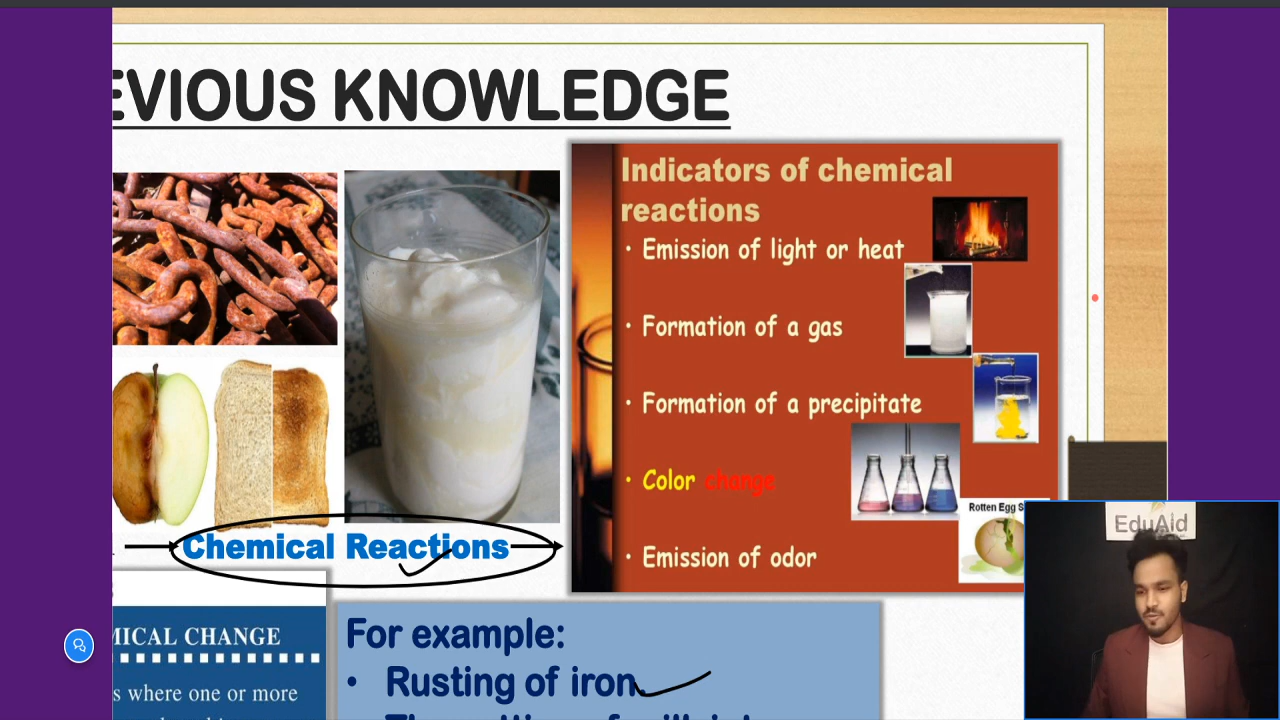 EVIOUS KNOWLEDGE
Indicators of chemical
reactions
• Emission of light or heat
• Formation of a gas
• Formation of a precipitate
• Color change
• Emission of odor
Rotten Egg S
Chemical Reactions
MICAL CHANGE
s where one or more
For example:
• Rusting of iron.
EduAid